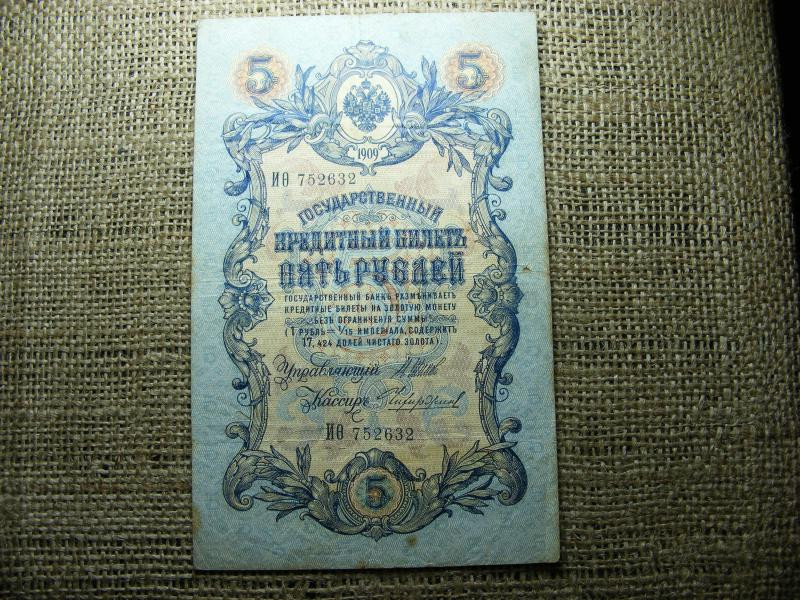 5 5
1909
ИѲ 752632
ГОСУДАРСТВЕННЫЙ
КРЕДИТНЫЙ БИЛЕТЪ
ПЯТЬ РУБЛЕЙ
ГОСУДАРСТВЕННЫЙ БАНКЪ РАЗМѢНИВАЕТЪ
КРЕДИТНЫЕ БИЛЕТЫ НА ЗОЛОТУЮ МОНЕТУ
БЕЗЪ ОГРАНИЧЕНІЯ СУММЫ
(1 РУБЛЬ = 1/15 ИМПЕРІАЛА, СОДЕРЖИТЪ
17,424 ДОЛЕЙ ЧИСТАГО ЗОЛОТА).
Управляющій
Кассиръ
ИѲ 752632
5